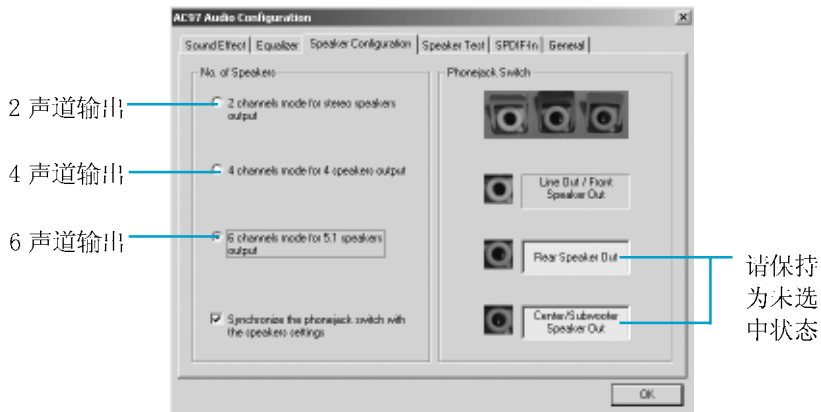 AC97 Audio Configuration
Sound Effect
Equalizer
Speaker Configuration
Speaker Test
SPDIF-In
General
No. of Speakers
2 channels mode for stereo speakers
output
4 channels mode for 4 speakers output
6 channels mode for 5.1 speakers
output
Synchronize the phonejack switch with
the speakers settings
Phonejack Switch
Line Out / Front
Speaker Out
Rear Speaker Out
Center/Subwoofer
Speaker Out
OK
2 声道输出
4 声道输出
6 声道输出
请保持
为未选
中状态